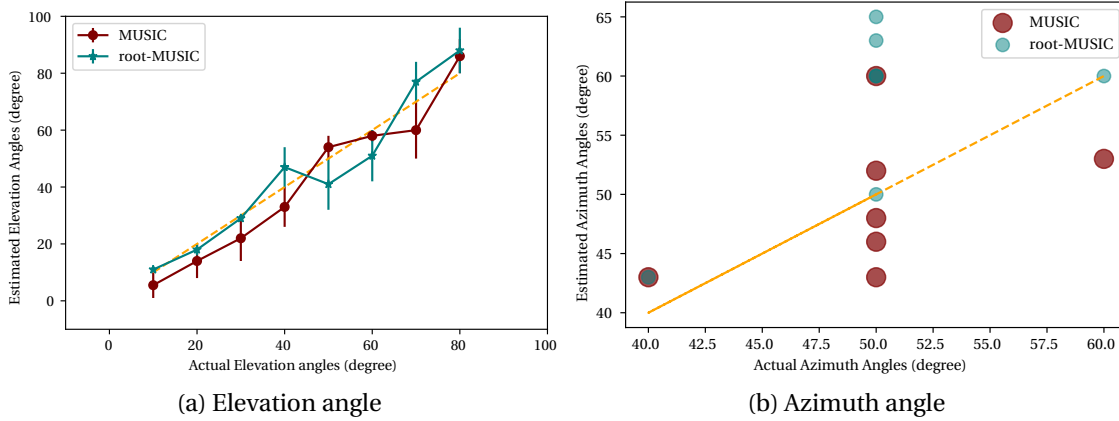 MUSIC
root-MUSIC
Estimated Elevation Angles (degree)
100
80
60
40
20
0
0 20 40 60 80 100
Actual Elevation angles (degree)
(a) Elevation angle
MUSIC
root-MUSIC
Estimated Azimuth Angles (degree)
65
60
55
50
45
40
40.0 42.5 45.0 47.5 50.0 52.5 55.0 57.5 60.0
Actual Azimuth Angles (degree)
(b) Azimuth angle